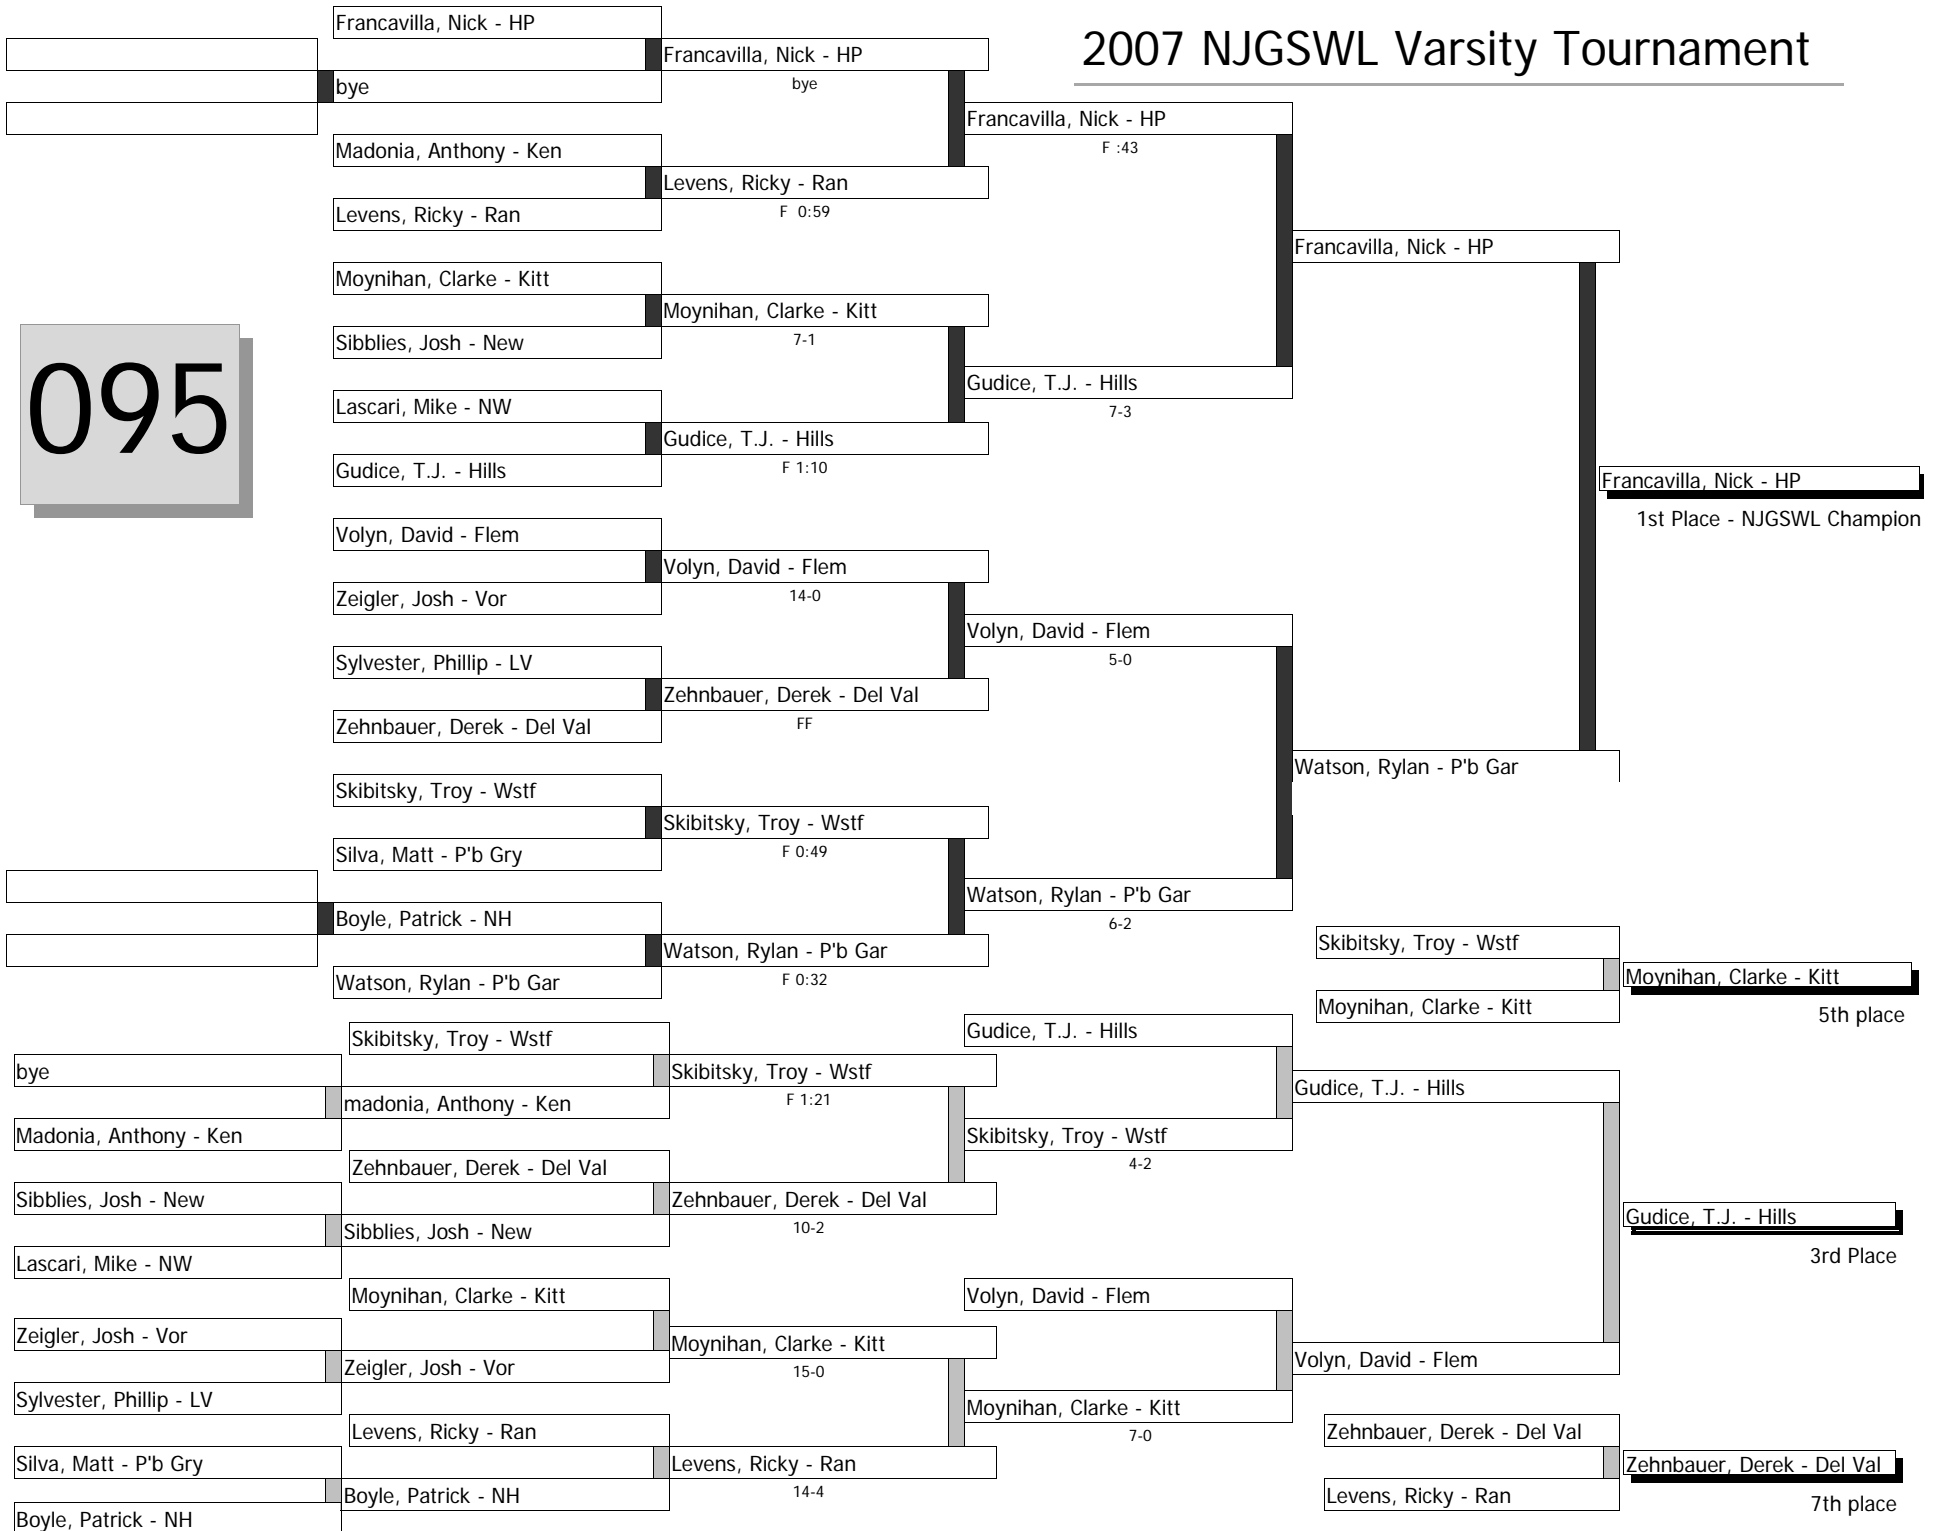 2007 NJGSWL Varsity Tournament
095
Francavilla, Nick - HP
bye
Madonia, Anthony - Ken
Levens, Ricky - Ran
Moynihan, Clarke - Kitt
Sibblies, Josh - New
Lascari, Mike - NW
Gudice, T.J. - Hills
Volyn, David - Flem
Zeigler, Josh - Vor
Sylvester, Phillip - LV
Zehnbauer, Derek - Del Val
Skibitsky, Troy - Wstf
Silva, Matt - P'b Gry
Boyle, Patrick - NH
Watson, Rylan - P'b Gar
Francavilla, Nick - HP
bye
Levens, Ricky - Ran
F 0:59
Moynihan, Clarke - Kitt
7-1
Gudice, T.J. - Hills
F 1:10
Volyn, David - Flem
14-0
Zehnbauer, Derek - Del Val
FF
Skibitsky, Troy - Wstf
F 0:49
Watson, Rylan - P'b Gar
F 0:32
Francavilla, Nick - HP
F :43
Gudice, T.J. - Hills
7-3
Volyn, David - Flem
5-0
Watson, Rylan - P'b Gar
6-2
Francavilla, Nick - HP
Watson, Rylan - P'b Gar
Francavilla, Nick - HP
1st Place - NJGSWL Champion
bye
Madonia, Anthony - Ken
Sibblies, Josh - New
Lascari, Mike - NW
Zeigler, Josh - Vor
Sylvester, Phillip - LV
Silva, Matt - P'b Gry
Boyle, Patrick - NH
Skibitsky, Troy - Wstf
madonia, Anthony - Ken
Zehnbauer, Derek - Del Val
Sibblies, Josh - New
Moynihan, Clarke - Kitt
Zeigler, Josh - Vor
Levens, Ricky - Ran
Boyle, Patrick - NH
Skibitsky, Troy - Wstf
F 1:21
Zehnbauer, Derek - Del Val
10-2
Moynihan, Clarke - Kitt
15-0
Levens, Ricky - Ran
14-4
Gudice, T.J. - Hills
Skibitsky, Troy - Wstf
4-2
Volyn, David - Flem
Moynihan, Clarke - Kitt
7-0
Gudice, T.J. - Hills
Volyn, David - Flem
Gudice, T.J. - Hills
3rd Place
Skibitsky, Troy - Wstf
Moynihan, Clarke - Kitt
Moynihan, Clarke - Kitt
5th place
Zehnbauer, Derek - Del Val
Levens, Ricky - Ran
Zehnbauer, Derek - Del Val
7th place